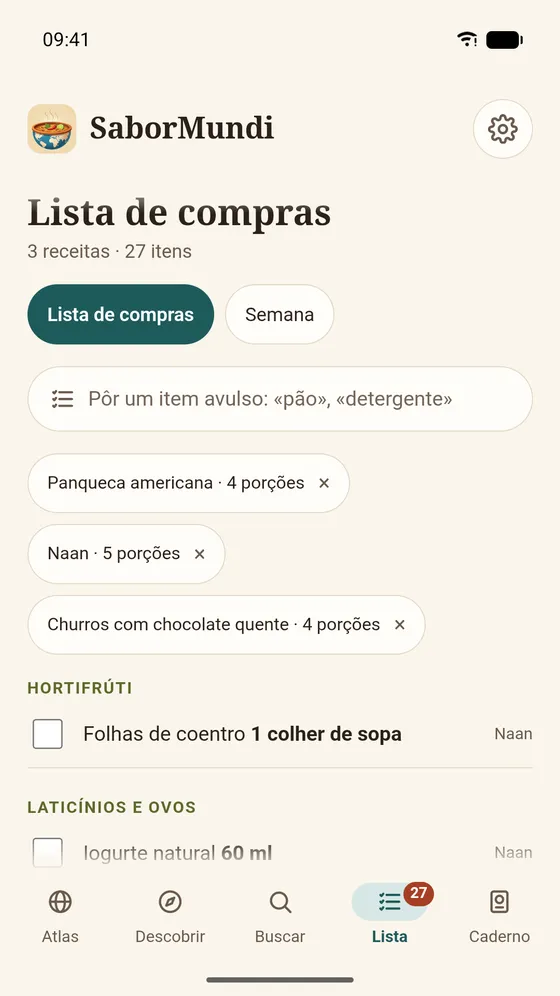 09:41
SaborMundi
Lista de compras
3 receitas · 27 itens
Lista de compras
Semana
Pôr um item avulso: «pão», «detergente»
Panqueca americana · 4 porções ×
Naan · 5 porções ×
Churros com chocolate quente · 4 porções ×
HORTIFRÚTI
Folhas de coentro 1 colher de sopa
Naan
LATICÍNIOS E OVOS
Iogurte natural 60 ml
Naan
27
Atlas
Descobrir
Buscar
Lista
Caderno